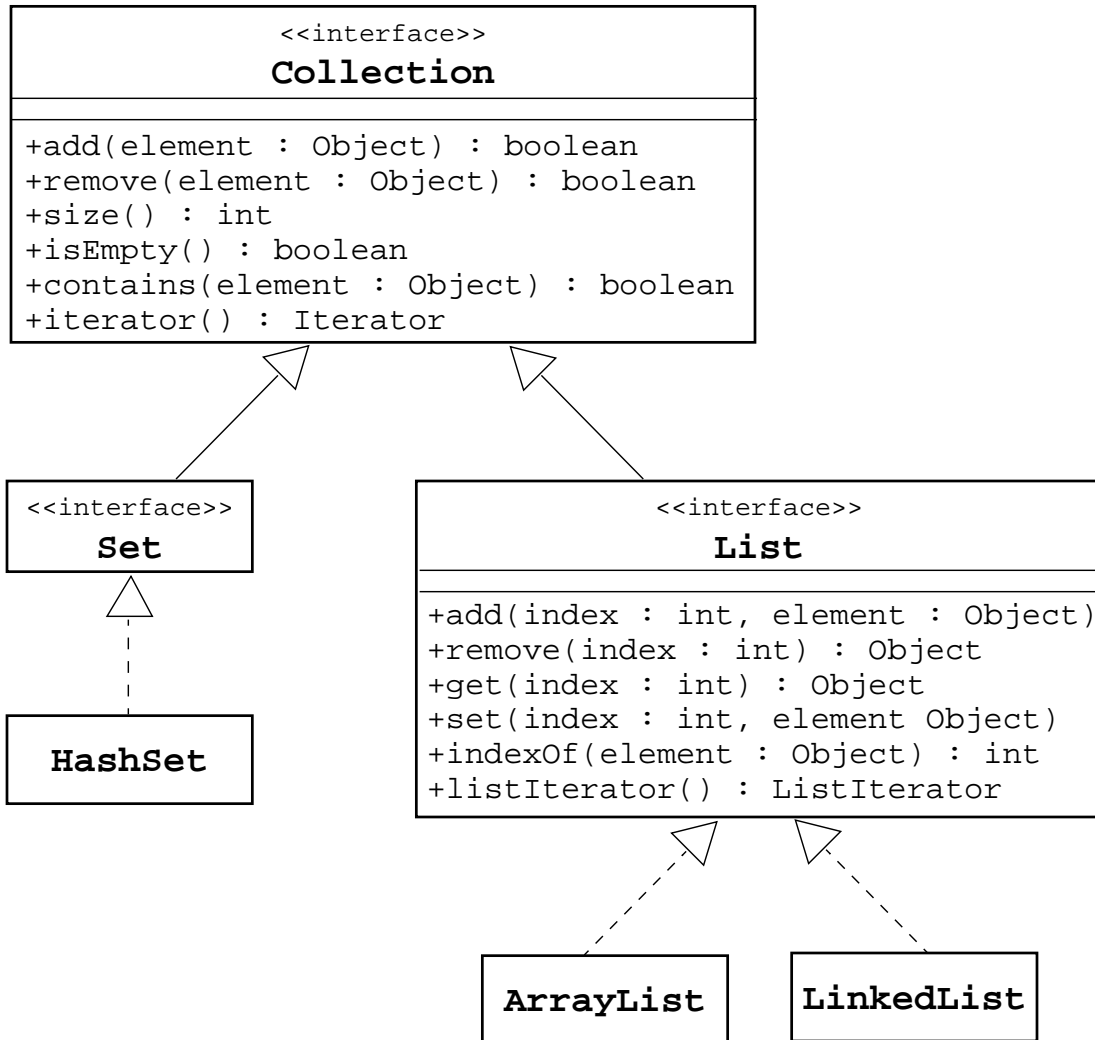 <<interface>>
Collection
+add(element : Object) : boolean
+remove(element : Object) : boolean
+size() : int
+isEmpty() : boolean
+contains(element : Object) : boolean
+iterator() : Iterator
<<interface>>
Set
HashSet
<<interface>>
List
+add(index : int, element : Object)
+remove(index : int) : Object
+get(index : int) : Object
+set(index : int, element Object)
+indexOf(element : Object) : int
+listIterator() : ListIterator
ArrayList
LinkedList